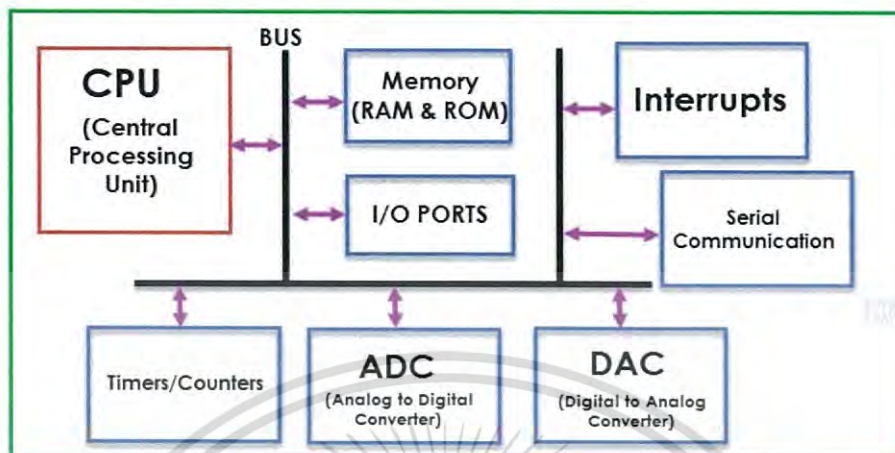 BUS
CPU
(Central
Processing
Unit)
Memory
(RAM & ROM)
I/O PORTS
Interrupts
Serial
Communication
Timers/Counters
ADC
(Analog to Digital
Converter)
DAC
(Digital to Analog
Converter)